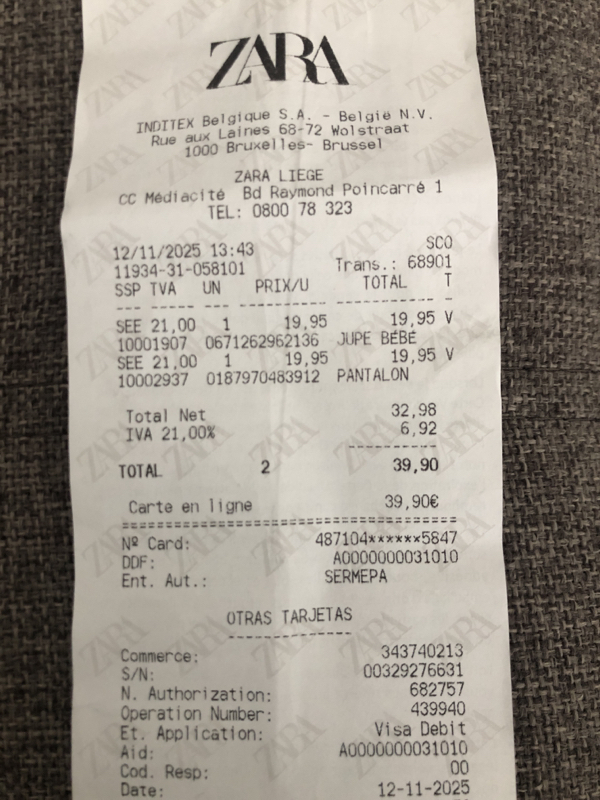 ZARA
INDITEX Belgique S.A. - België N.V.
Rue aux Laines 68-72 Wolstraat
1000 Bruxelles- Brussel
ZARA LIEGE
CC Médiacité Bd Raymond Poincarré 1
TEL: 0800 78 323
12/11/2025 13:43 SCO
11934-31-058101 Trans.: 68901
SSP TVA UN PRIX/U TOTAL T
SEE 21,00 1 19,95 19,95 V
10001907 0671262962136 JUPE BÉBÉ
SEE 21,00 1 19,95 19,95 V
10002937 0187970483912 PANTALON
Total Net 32,98
IVA 21,00% 6,92
TOTAL 2 39,90
Carte en ligne 39,90€
Nº Card: 487104******5847
DDF: A0000000031010
Ent. Aut.: SERMEPA
OTRAS TARJETAS
Commerce: 343740213
S/N: 00329276631
N. Authorization: 682757
Operation Number: 439940
Et. Application: Visa Debit
Aid: A0000000031010
Cod. Resp: 00
Date: 12-11-2025